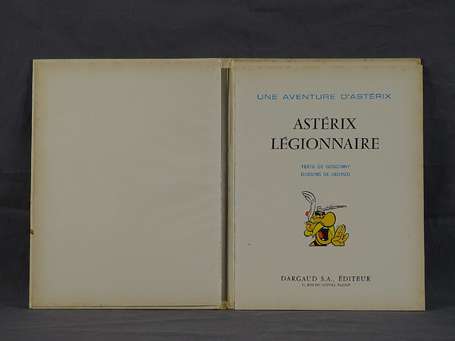 UNE AVENTURE D'ASTÉRIX
ASTÉRIX
LÉGIONNAIRE
TEXTE DE GOSCINNY
DESSINS DE UDERZO
DARGAUD S.A., ÉDITEUR